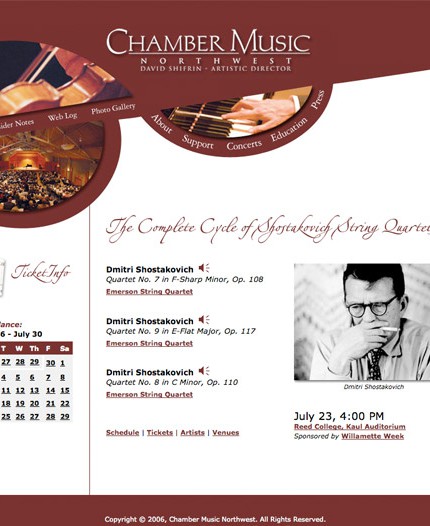 CHAMBER MUSIC
NORTHWEST
DAVID SHIFRIN - ARTISTIC DIRECTOR
Notes
Web Log
Photo Gallery
About
Support
Concerts
Education
Press
The Complete Cycle of Shostakovich String
Ticket Info
Dmitri Shostakovich
Quartet No. 7 in F-Sharp Minor, Op. 108
Emerson String Quartet
Dmitri Shostakovich
Quartet No. 9 in E-Flat Major, Op. 117
Emerson String Quartet
Dmitri Shostakovich
Quartet No. 8 in C Minor, Op. 110
Emerson String Quartet
Schedule | Tickets | Artists | Venues
Dmitri Shostakovich
July 23, 4:00 PM
Reed College, Kaul Auditorium
Sponsored by Willamette Week
6 - July 30
T W Th F Sa
27 28 29 30 1
4 5 6 7 8
11 12 13 14 15
18 19 20 21 22
25 26 27 28 29
Copyright © 2006, Chamber Music Northwest. All Rights Reserved.